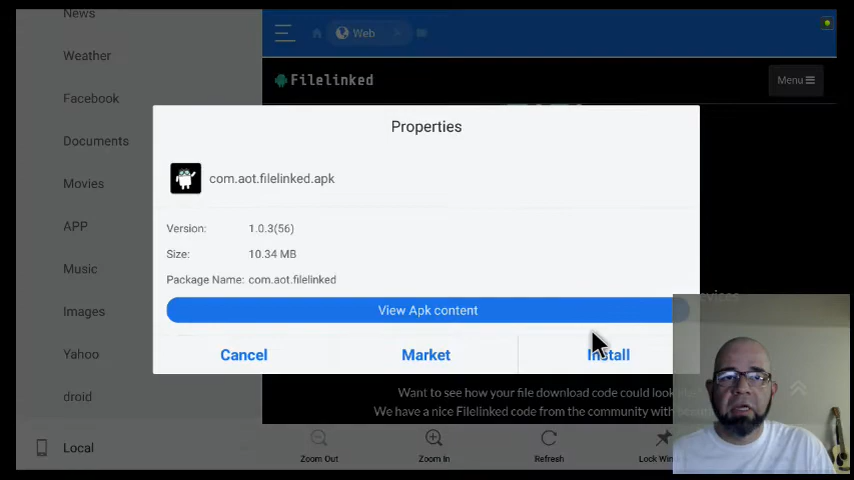 News
Weather
Facebook
Documents
Movies
APP
Music
Images
Yahoo
droid
Local
Web
Filelinked
Menu
Properties
com.aot.filelinked.apk
Version: 1.0.3(56)
Size: 10.34 MB
Package Name: com.aot.filelinked
View Apk content
Cancel
Market
Install
Want to see how your file download code could look
We have a nice Filelinked code from the community with
Zoom Out
Zoom In
Refresh
Lock